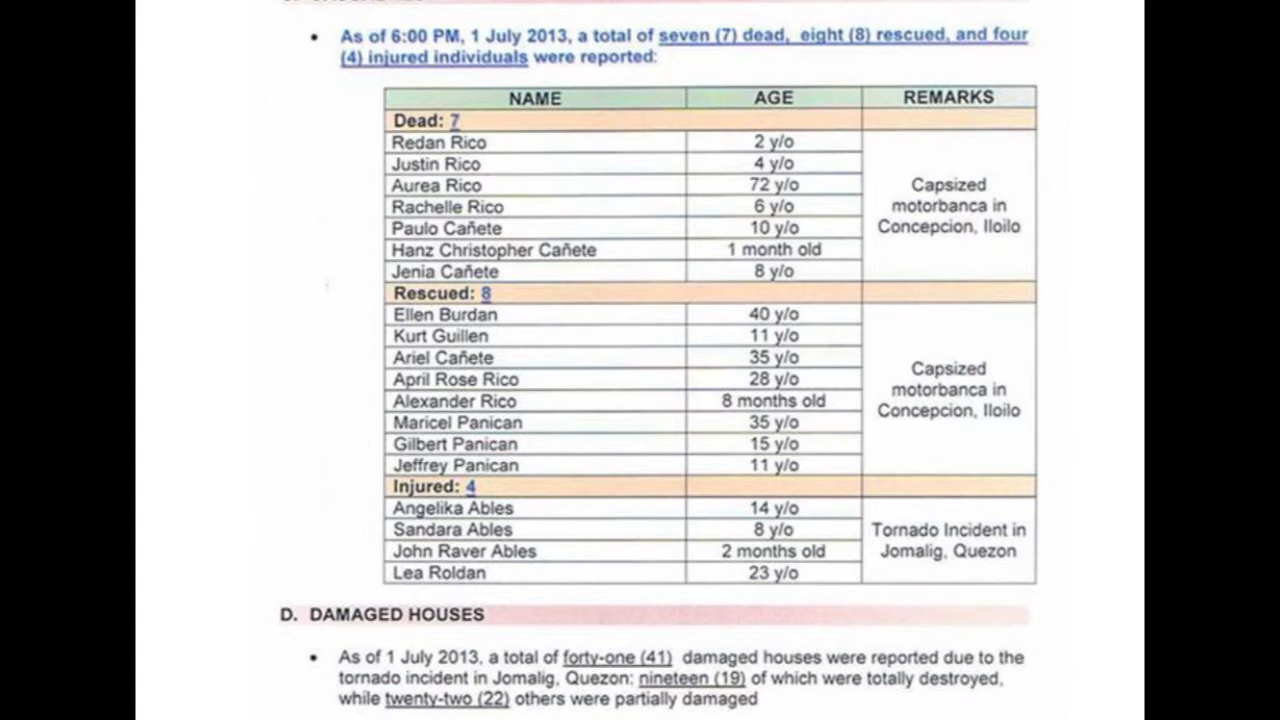 As of 6:00 PM, 1 July 2013, a total of seven (7) dead, eight (8) rescued, and four
(4) injured individuals were reported:
NAME AGE REMARKS
Dead: 7
Redan Rico 2 y/o
Justin Rico 4 y/o
Aurea Rico 72 y/o
Rachelle Rico 6 y/o
Paulo Cañete 10 y/o
Hanz Christopher Cañete 1 month old
Jenia Cañete 8 y/o
Capsized
motorbanca in
Concepcion, Iloilo
Rescued: 8
Ellen Burdan 40 y/o
Kurt Guillen 11 y/o
Ariel Cañete 35 y/o
April Rose Rico 28 y/o
Alexander Rico 8 months old
Maricel Panican 35 y/o
Gilbert Panican 15 y/o
Jeffrey Panican 11 y/o
Capsized
motorbanca in
Concepcion, Iloilo
Injured: 4
Angelika Ables 14 y/o
Sandara Ables 8 y/o
John Raver Ables 2 months old
Lea Roldan 23 y/o
Tornado Incident in
Jomalig, Quezon
D. DAMAGED HOUSES
As of 1 July 2013, a total of forty-one (41) damaged houses were reported due to the
tornado incident in Jomalig, Quezon; nineteen (19) of which were totally destroyed,
while twenty-two (22) others were partially damaged